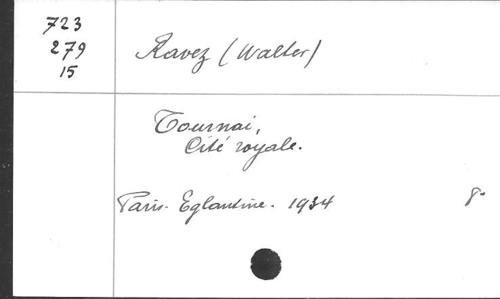 723
279
15
Ravez (Walter)
Tournai,
Cité royale.
Paris. Eglantine. 1934 8°